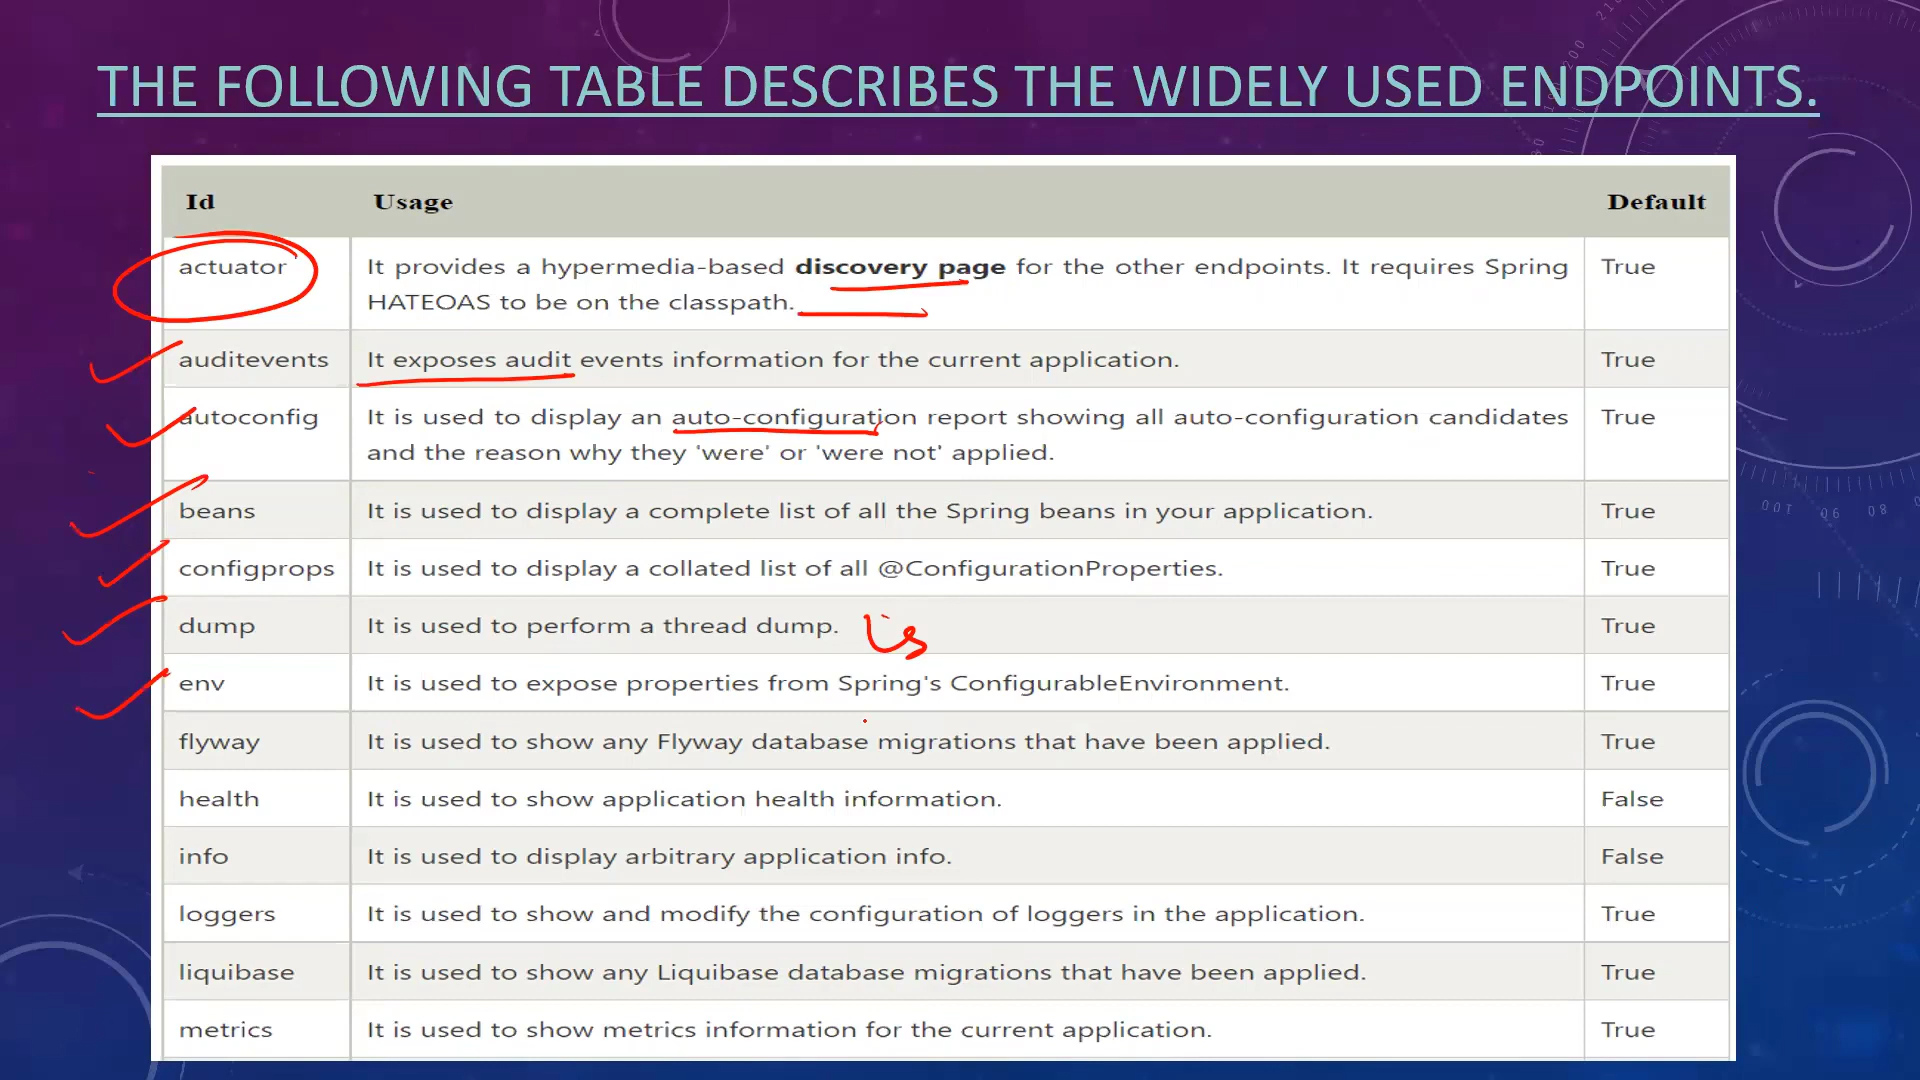 THE FOLLOWING TABLE DESCRIBES THE WIDELY USED ENDPOINTS.
Id Usage Default
actuator It provides a hypermedia-based discovery page for the other endpoints. It requires Spring True
HATEOAS to be on the classpath.
auditevents It exposes audit events information for the current application. True
autoconfig It is used to display an auto-configuration report showing all auto-configuration candidates True
and the reason why they 'were' or 'were not' applied.
beans It is used to display a complete list of all the Spring beans in your application. True
configprops It is used to display a collated list of all @ConfigurationProperties. True
dump It is used to perform a thread dump. True
env It is used to expose properties from Spring's ConfigurableEnvironment. True
flyway It is used to show any Flyway database migrations that have been applied. True
health It is used to show application health information. False
info It is used to display arbitrary application info. False
loggers It is used to show and modify the configuration of loggers in the application. True
liquibase It is used to show any Liquibase database migrations that have been applied. True
metrics It is used to show metrics information for the current application. True